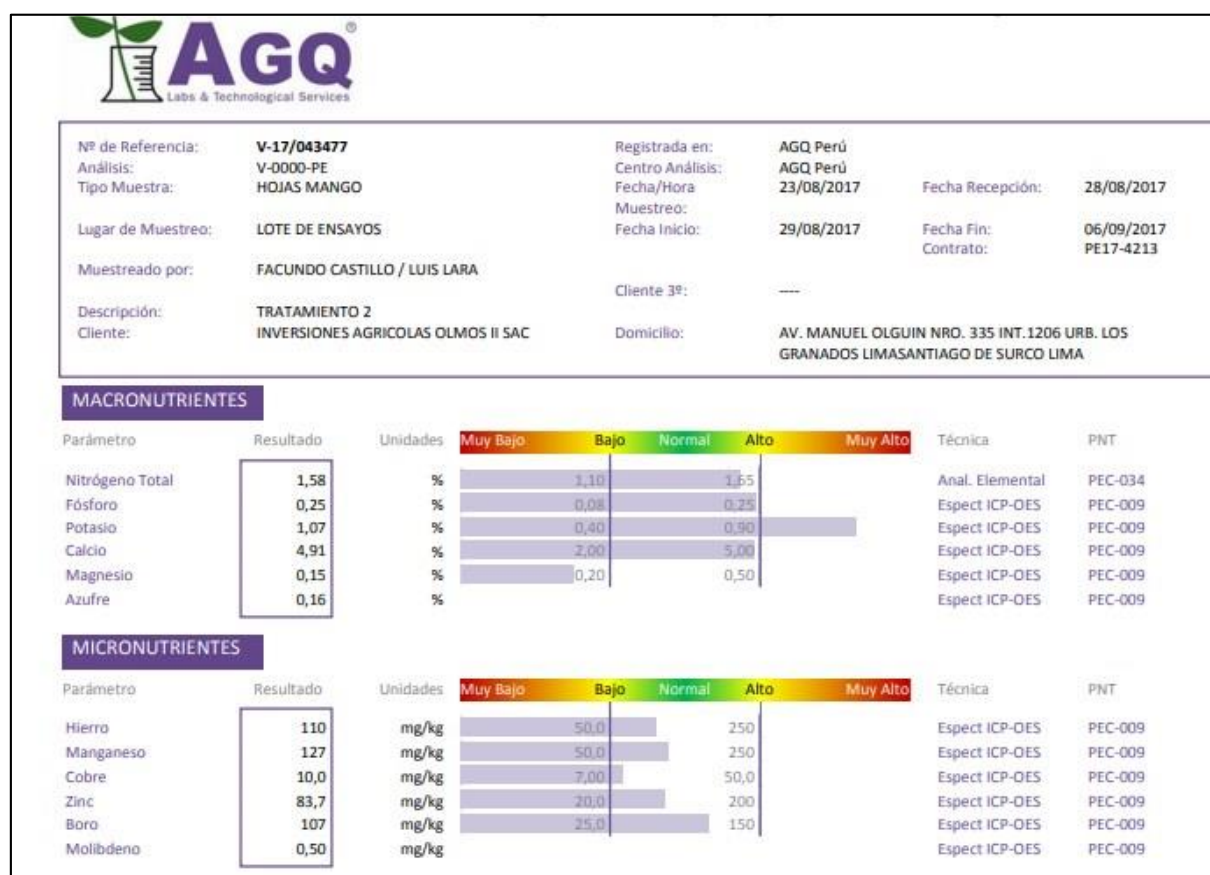 AGQ®
Labs & Technological Services
Nº de Referencia: V-17/043477 Registrada en: AGQ Perú
Análisis: V-0000-PE Centro Análisis: AGQ Perú
Tipo Muestra: HOJAS MANGO Fecha/Hora 23/08/2017 Fecha Recepción: 28/08/2017
Muestreo:
Lugar de Muestreo: LOTE DE ENSAYOS Fecha Inicio: 29/08/2017 Fecha Fin: 06/09/2017
Contrato: PE17-4213
Muestreado por: FACUNDO CASTILLO / LUIS LARA
Cliente 3º: ----
Descripción: TRATAMIENTO 2
Cliente: INVERSIONES AGRICOLAS OLMOS II SAC Domicilio: AV. MANUEL OLGUIN NRO. 335 INT.1206 URB. LOS
GRANADOS LIMASANTIAGO DE SURCO LIMA
MACRONUTRIENTES
Parámetro Resultado Unidades Muy Bajo Bajo Normal Alto Muy Alto Técnica PNT
Nitrógeno Total 1,58 % 1,10 1,65 Anal. Elemental PEC-034
Fósforo 0,25 % 0,08 0,25 Espect ICP-OES PEC-009
Potasio 1,07 % 0,40 0,90 Espect ICP-OES PEC-009
Calcio 4,91 % 2,00 5,00 Espect ICP-OES PEC-009
Magnesio 0,15 % 0,20 0,50 Espect ICP-OES PEC-009
Azufre 0,16 % Espect ICP-OES PEC-009
MICRONUTRIENTES
Parámetro Resultado Unidades Muy Bajo Bajo Normal Alto Muy Alto Técnica PNT
Hierro 110 mg/kg 50,0 250 Espect ICP-OES PEC-009
Manganeso 127 mg/kg 50,0 250 Espect ICP-OES PEC-009
Cobre 10,0 mg/kg 7,00 50,0 Espect ICP-OES PEC-009
Zinc 83,7 mg/kg 20,0 200 Espect ICP-OES PEC-009
Boro 107 mg/kg 25,0 150 Espect ICP-OES PEC-009
Molibdeno 0,50 mg/kg Espect ICP-OES PEC-009